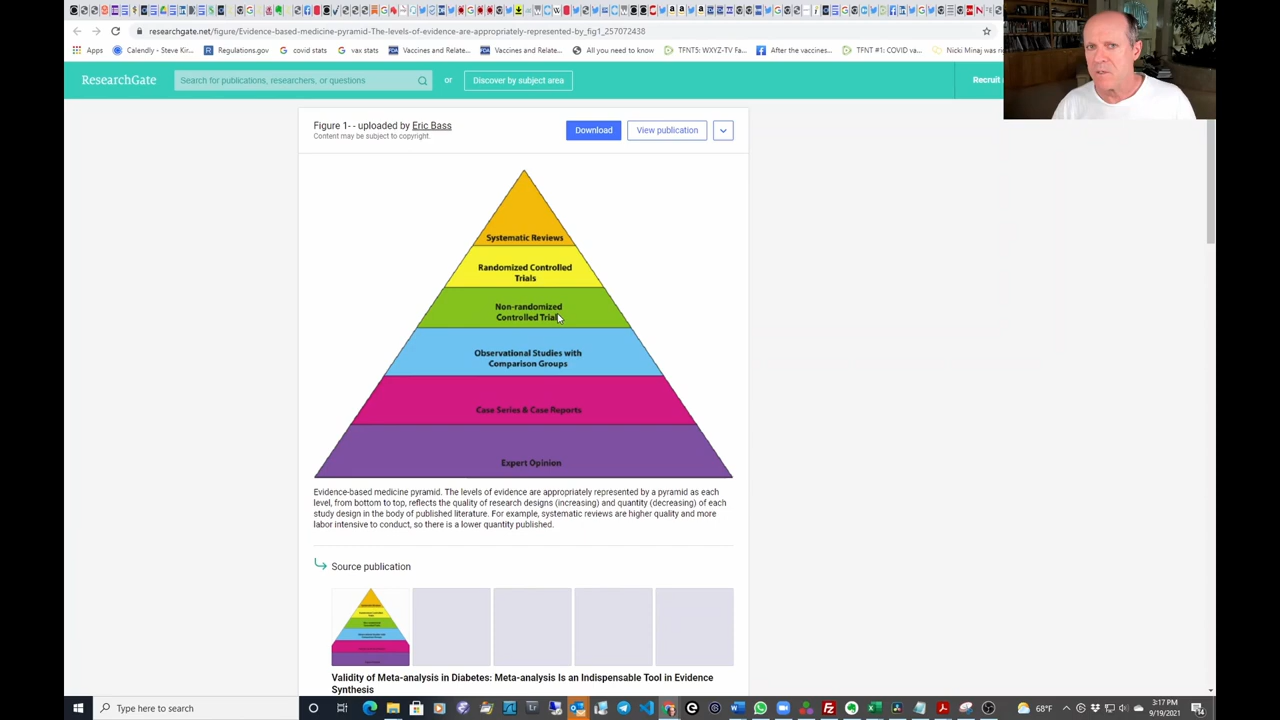 researchgate.net/figure/Evidence-based-medicine-pyramid-The-levels-of-evidence-are-appropriately-represented-by_fig1_257072438
Apps
Calendly - Steve Kir...
Regulations.gov
covid stats
vax stats
Vaccines and Relate...
Vaccines and Relate...
All you need to know
TFNT5: WXYZ-TV Fa...
After the vaccines...
TFNT #1: COVID va...
Nicki Minaj was ri
ResearchGate
Search for publications, researchers, or questions
or
Discover by subject area
Recruit
Figure 1- - uploaded by Eric Bass
Content may be subject to copyright.
Download
View publication
Systematic Reviews
Randomized Controlled
Trials
Non-randomized
Controlled Trials
Observational Studies with
Comparison Groups
Case Series & Case Reports
Expert Opinion
Evidence-based medicine pyramid. The levels of evidence are appropriately represented by a pyramid as each
level, from bottom to top, reflects the quality of research designs (increasing) and quantity (decreasing) of each
study design in the body of published literature. For example, systematic reviews are higher quality and more
labor intensive to conduct, so there is a lower quantity published.
Source publication
Validity of Meta-analysis in Diabetes: Meta-analysis Is an Indispensable Tool in Evidence
Synthesis
Type here to search
68°F
3:17 PM
9/19/2021